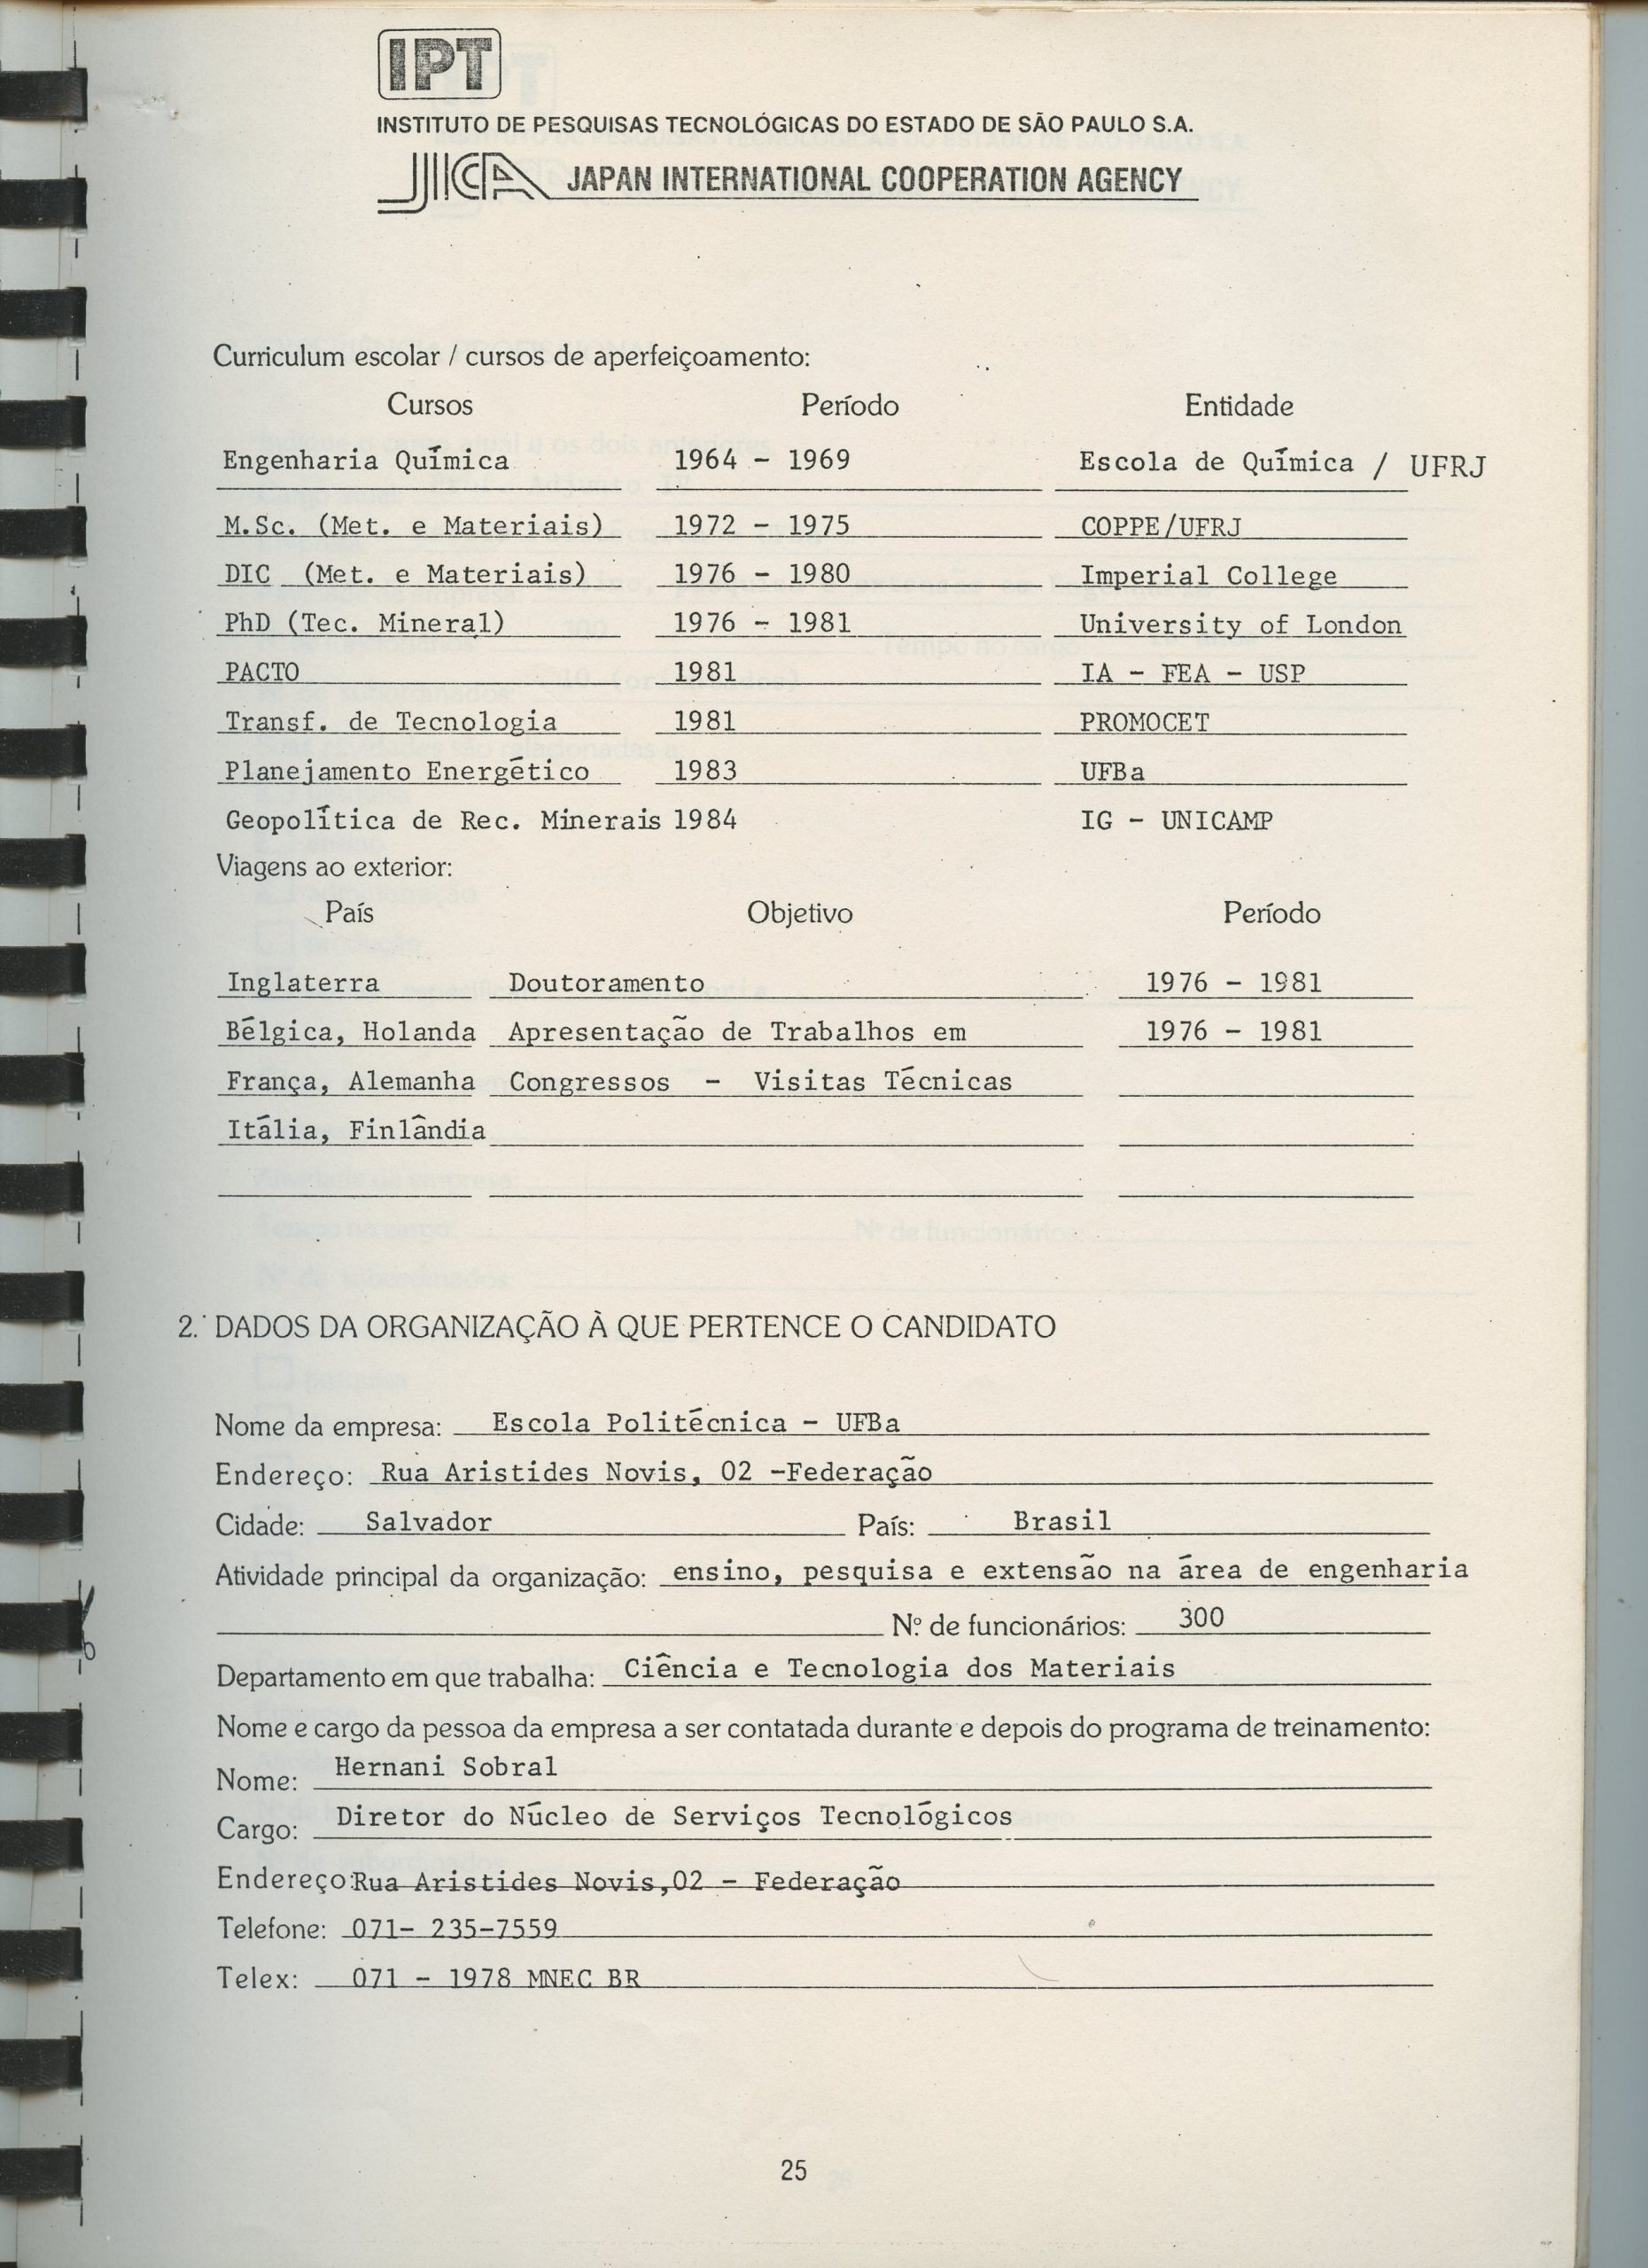 IPT
INSTITUTO DE PESQUISAS TECNOLÓGICAS DO ESTADO DE SÃO PAULO S.A.
JICA JAPAN INTERNATIONAL COOPERATION AGENCY
Curriculum escolar / cursos de aperfeiçoamento:
Cursos Período Entidade
Engenharia Química 1964 - 1969 Escola de Química / UFRJ
M.Sc. (Met. e Materiais) 1972 - 1975 COPPE/UFRJ
DIC (Met. e Materiais) 1976 - 1980 Imperial College
PhD (Tec. Mineral) 1976 - 1981 University of London
PACTO 1981 IA - FEA - USP
Transf. de Tecnologia 1981 PROMOCET
Planejamento Energético 1983 UFBa
Geopolítica de Rec. Minerais 1984 IG - UNICAMP
Viagens ao exterior:
País Objetivo Período
Inglaterra Doutoramento 1976 - 1981
Bélgica, Holanda Apresentação de Trabalhos em 1976 - 1981
França, Alemanha Congressos - Visitas Técnicas
Itália, Finlândia
2. DADOS DA ORGANIZAÇÃO À QUE PERTENCE O CANDIDATO
Nome da empresa: Escola Politécnica - UFBa
Endereço: Rua Aristides Novis, 02 -Federação
Cidade: Salvador País: Brasil
Atividade principal da organização: ensino, pesquisa e extensão na área de engenharia
Nº de funcionários: 300
Departamento em que trabalha: Ciência e Tecnologia dos Materiais
Nome e cargo da pessoa da empresa a ser contatada durante e depois do programa de treinamento:
Nome: Hernani Sobral
Cargo: Diretor do Núcleo de Serviços Tecnológicos
Endereço:Rua Aristides Novis,02 - Federação
Telefone: 071- 235-7559
Telex: 071 - 1978 MNEC BR
25